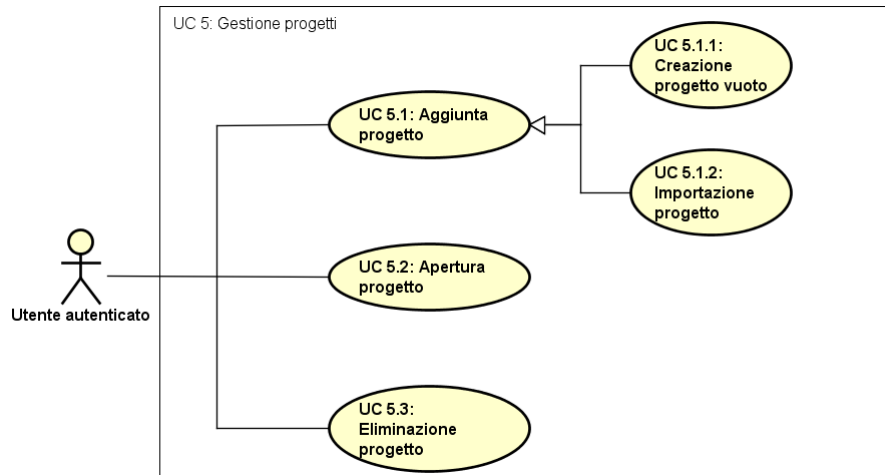 UC 5: Gestione progetti
UC 5.1.1:
Creazione
progetto vuoto
UC 5.1: Aggiunta
progetto
UC 5.1.2:
Importazione
progetto
UC 5.2: Apertura
progetto
Utente autenticato
UC 5.3:
Eliminazione
progetto